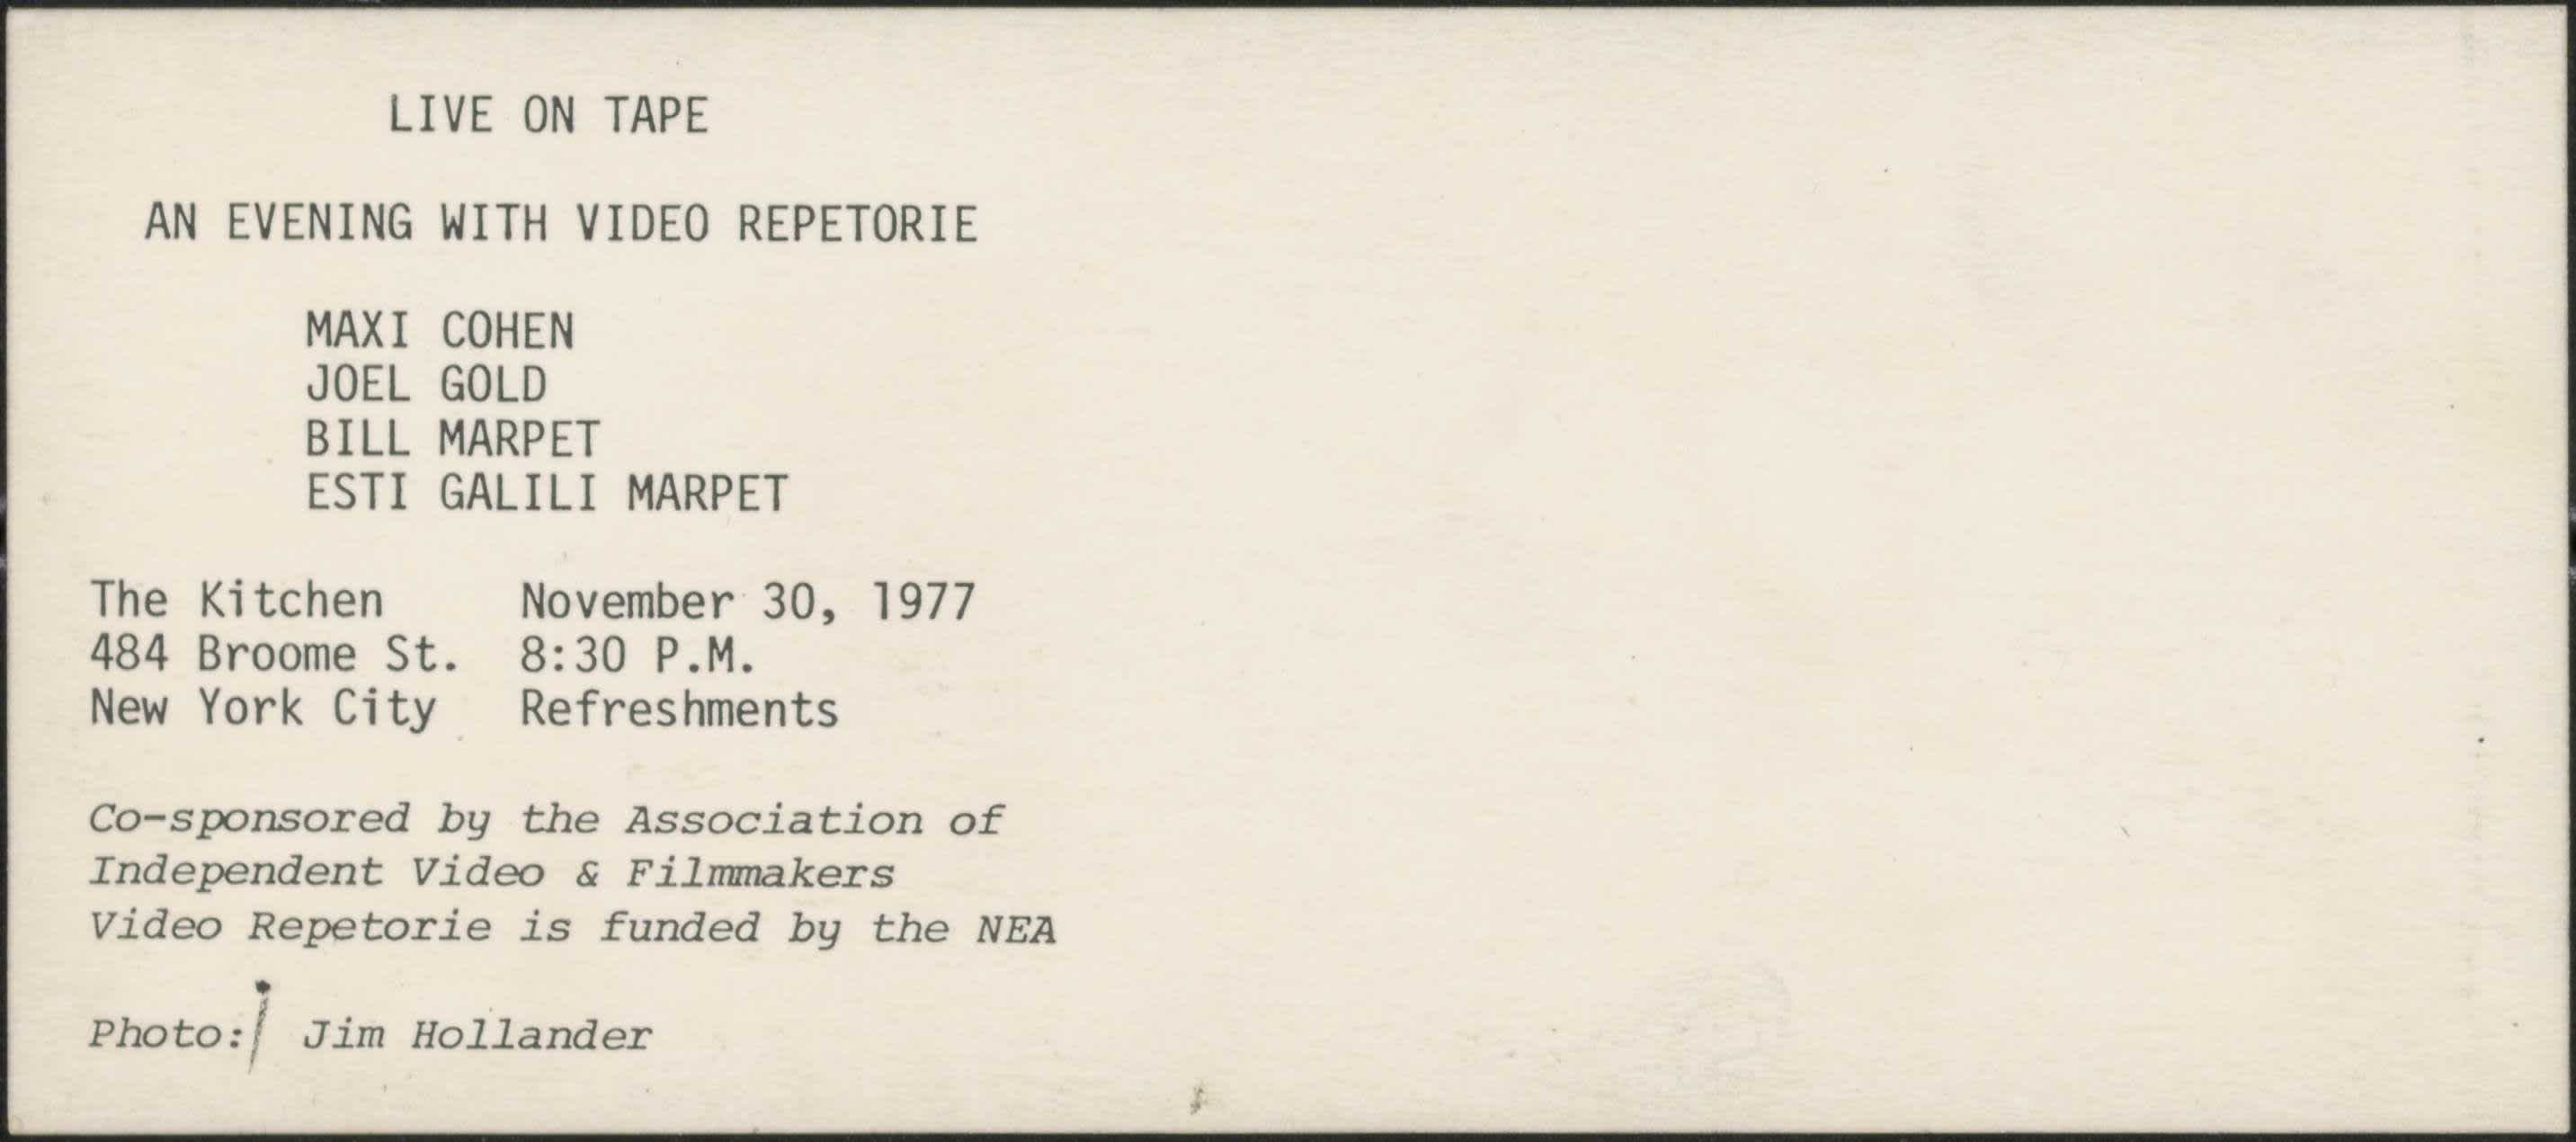 LIVE ON TAPE
AN EVENING WITH VIDEO REPETORIE
MAXI COHEN
JOEL GOLD
BILL MARPET
ESTI GALILI MARPET
The Kitchen November 30, 1977
484 Broome St. 8:30 P.M.
New York City Refreshments
Co-sponsored by the Association of
Independent Video & Filmmakers
Video Repetorie is funded by the NEA
Photo: Jim Hollander